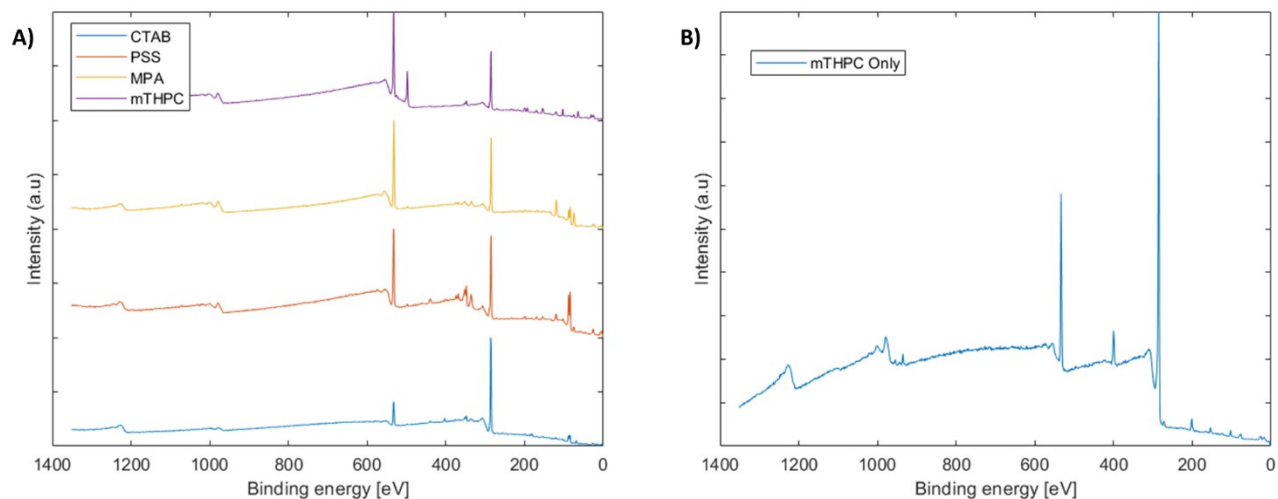 A)
CTAB
PSS
MPA
mTHPC
Intensity (a.u)
1400 1200 1000 800 600 400 200 0
Binding energy [eV]
B)
mTHPC Only
Intensity (a.u)
1400 1200 1000 800 600 400 200 0
Binding energy [eV]